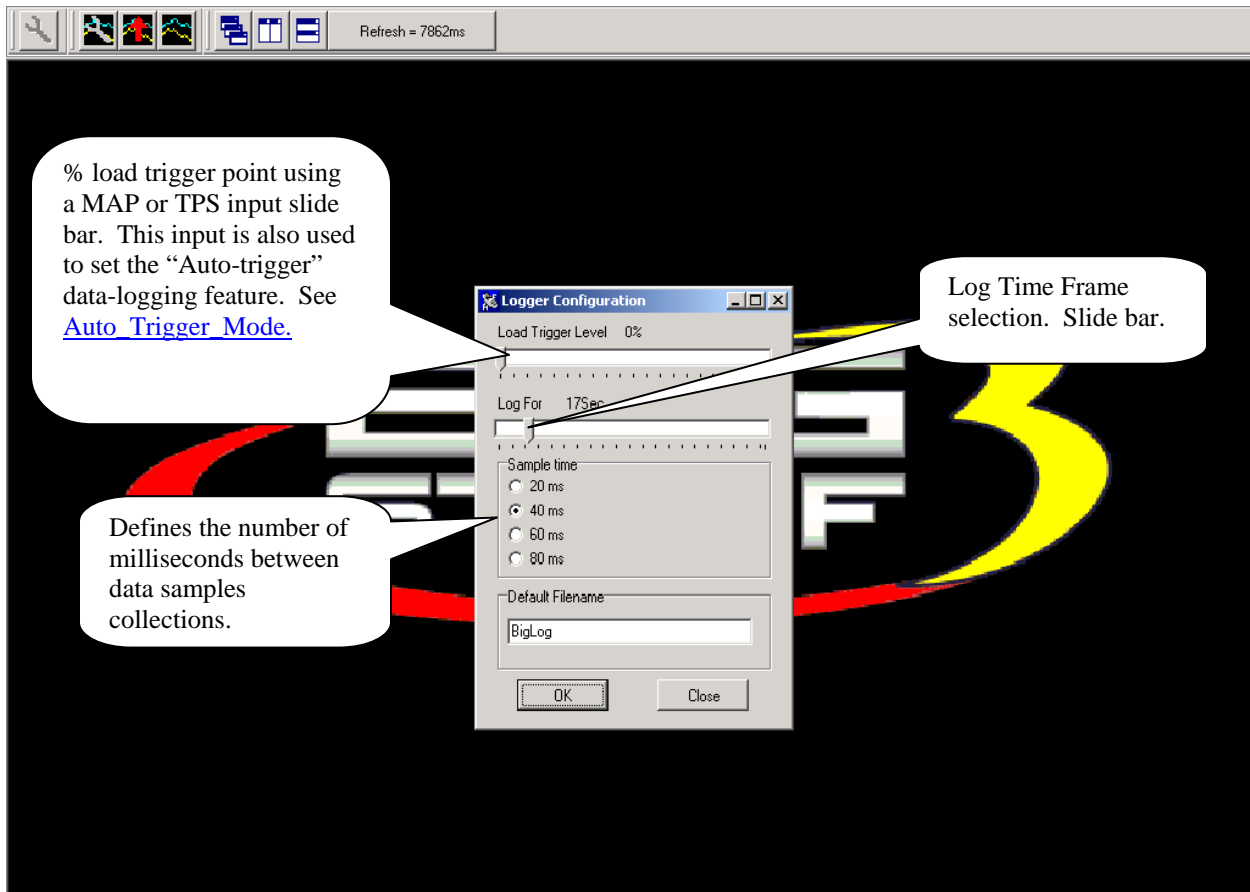 Refresh = 7862ms
% load trigger point using
a MAP or TPS input slide
bar.  This input is also used
to set the “Auto-trigger”
data-logging feature.  See
Auto_Trigger_Mode.
Logger Configuration
Load Trigger Level 0%
Log For 17Sec
Sample time
20 ms
40 ms
60 ms
80 ms
Default Filename
BigLog
OK
Close
Log Time Frame
selection.  Slide bar.
Defines the number of
milliseconds between
data samples
collections.
3